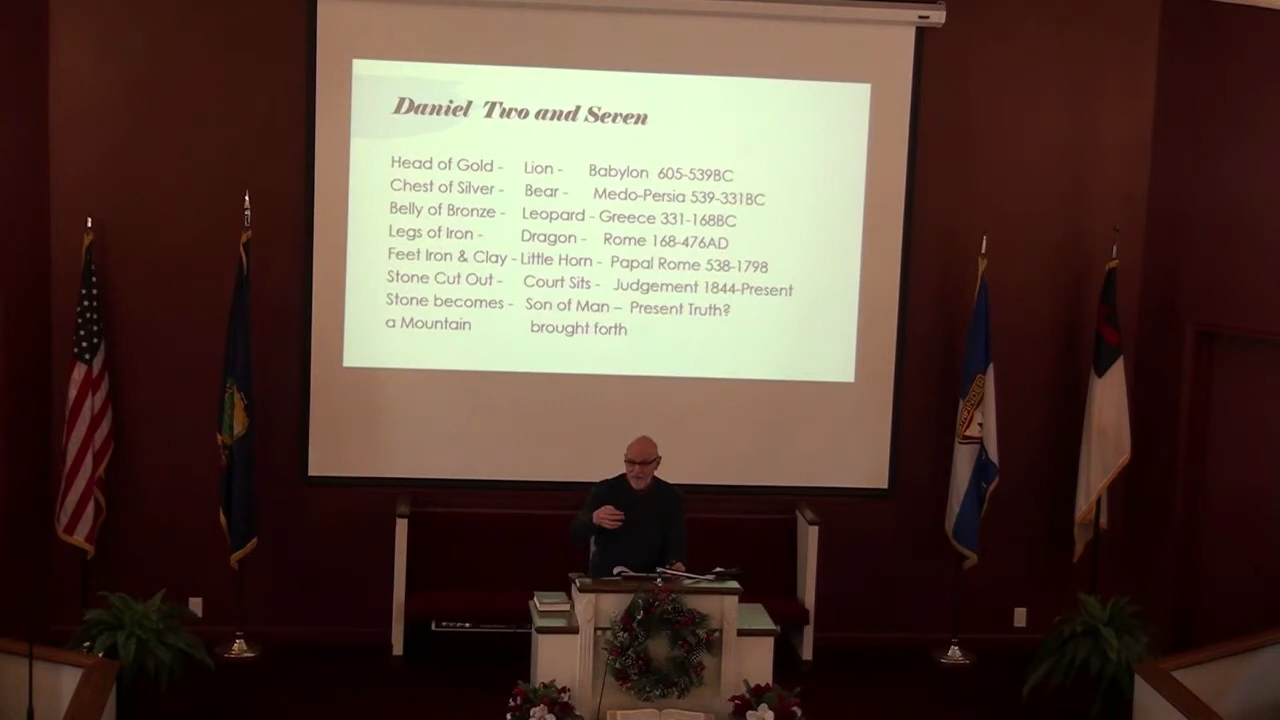 Daniel Two and Seven
Head of Gold - Lion - Babylon 605-539BC
Chest of Silver - Bear - Medo-Persia 539-331BC
Belly of Bronze - Leopard - Greece 331-168BC
Legs of Iron - Dragon - Rome 168-476AD
Feet Iron & Clay - Little Horn - Papal Rome 538-1798
Stone Cut Out - Court Sits - Judgement 1844-Present
Stone becomes - Son of Man – Present Truth?
a Mountain brought forth